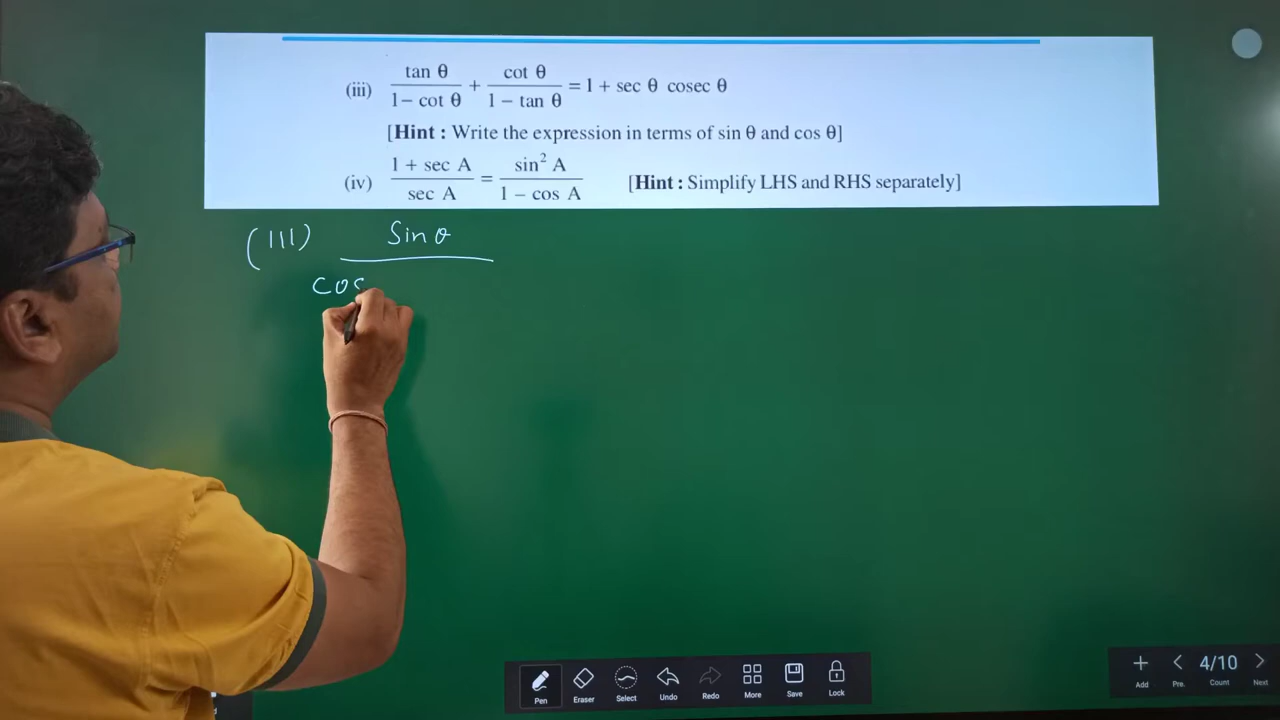 (iii) tan θ / 1 − cot θ + cot θ / 1 − tan θ = 1 + sec θ cosec θ
[Hint : Write the expression in terms of sin θ and cos θ]
(iv) 1 + sec A / sec A = sin² A / 1 − cos A [Hint : Simplify LHS and RHS separately]
(III) Sin θ
cos
Pen Eraser Select Undo Redo More Save Lock
Add Pre. 4/10 Count Next